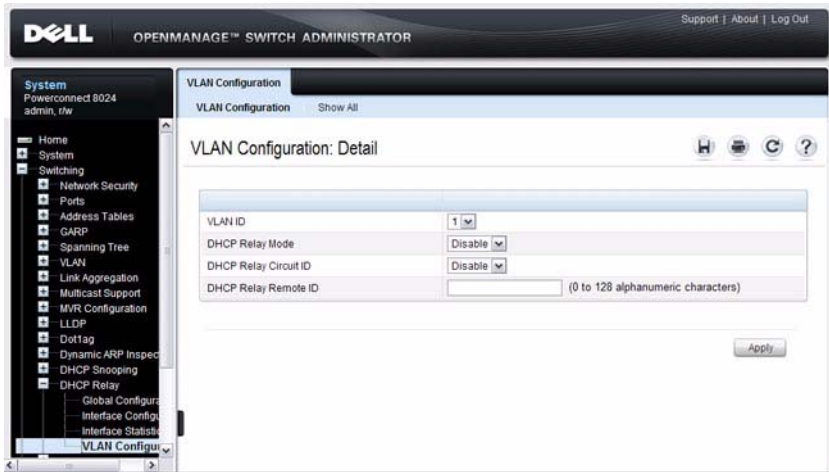 DELL
OPENMANAGE™ SWITCH ADMINISTRATOR
Support | About | Log Out
System
Powerconnect 8024
admin, r/w
Home
System
Switching
Network Security
Ports
Address Tables
GARP
Spanning Tree
VLAN
Link Aggregation
Multicast Support
MVR Configuration
LLDP
Dot1ag
Dynamic ARP Inspec
DHCP Snooping
DHCP Relay
Global Configura
Interface Configu
Interface Statistic
VLAN Configur
VLAN Configuration
VLAN Configuration Show All
VLAN Configuration: Detail
VLAN ID 1
DHCP Relay Mode Disable
DHCP Relay Circuit ID Disable
DHCP Relay Remote ID (0 to 128 alphanumeric characters)
Apply